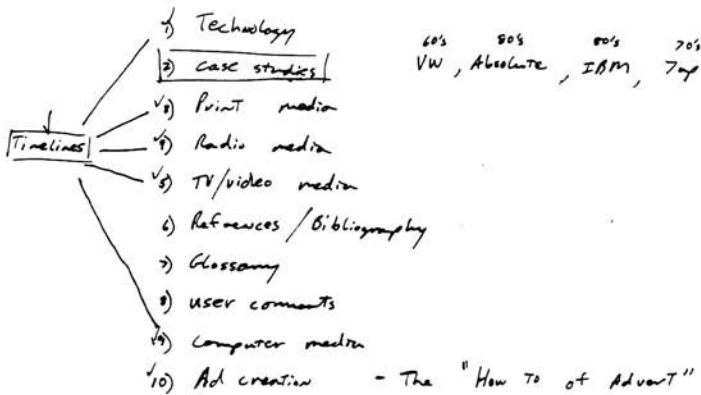 ✓1) Technology
60's 80's 80's 70's
2) case studies VW, Absolute, IBM, 7up
✓3) Print media
Timelines ✓4) Radio media
✓5) TV/video media
6) Refrences / Bibliography
7) Glossary
8) user comments
✓9) Computer media
✓10) Ad creation - The "How To of Advert"